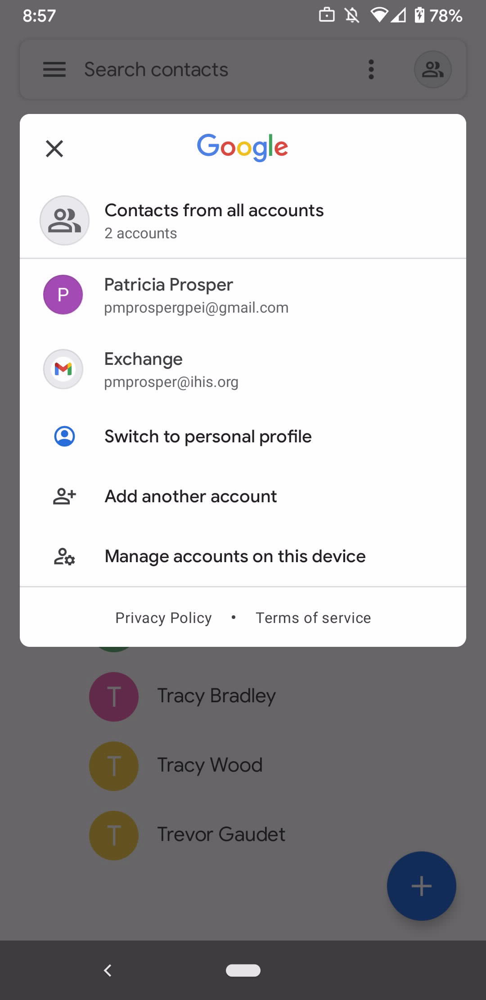 8:57 78%
Search contacts
Google
Contacts from all accounts
2 accounts
P
Patricia Prosper
pmprospergpei@gmail.com
Exchange
pmprosper@ihis.org
Switch to personal profile
Add another account
Manage accounts on this device
Privacy Policy • Terms of service
T Tracy Bradley
T Tracy Wood
T Trevor Gaudet